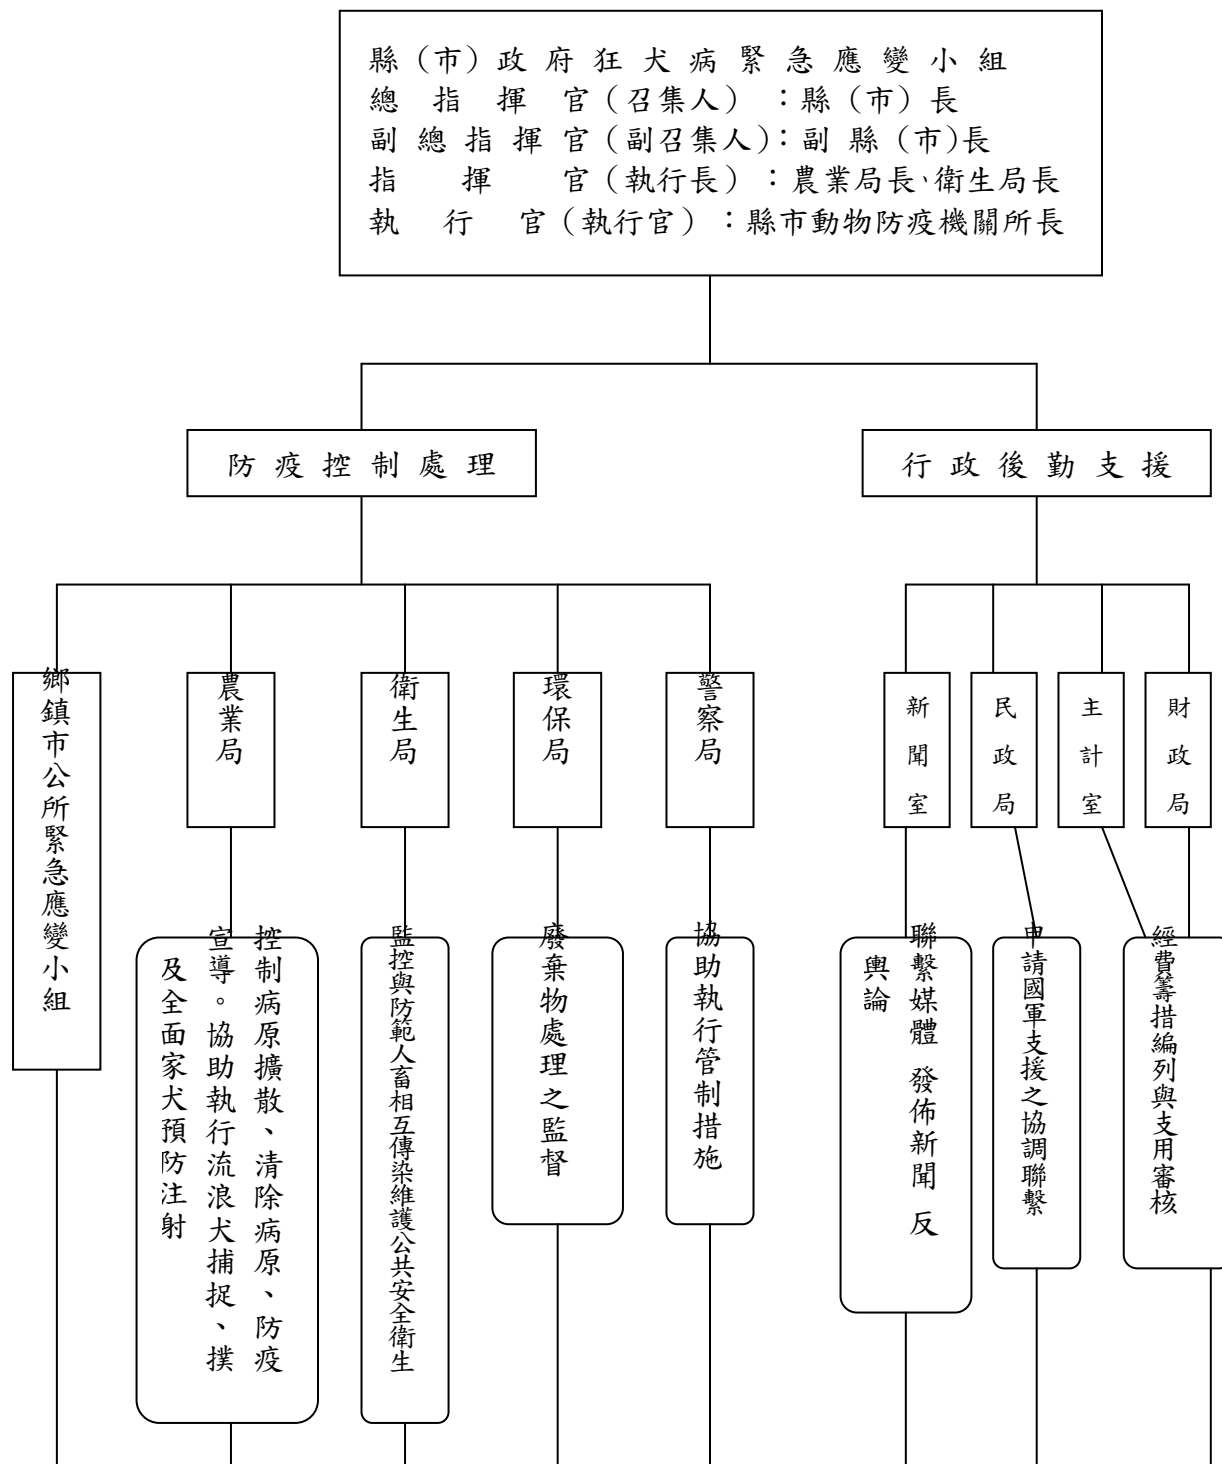 縣(市)政府狂犬病緊急應變小組
總指揮官(召集人):縣(市)長
副總指揮官(副召集人):副縣(市)長
指揮官(執行長):農業局長、衛生局長
執行官(執行官):縣市動物防疫機關所長
防疫控制處理
行政後勤支援
鄉鎮市公所緊急應變小組
農業局
衛生局
環保局
警察局
新聞室
民政局
主計室
財政局
控制病原擴散、清除病原、防疫
宣導。協助執行流浪犬捕捉、撲
及全面家犬預防注射
監控與防範人畜相互傳染維護公共安全衛生
廢棄物處理之監督
協助執行管制措施
聯繫媒體 發佈新聞 反
輿論
申請國軍支援之協調聯繫
經費籌措編列與支用審核